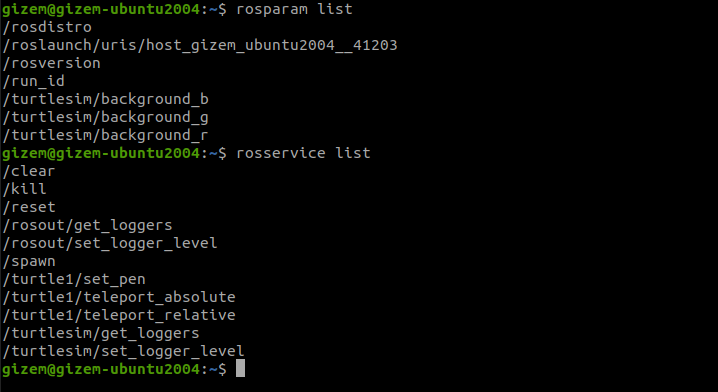 gizem@gizem-ubuntu2004:~$ rosparam list
/rosdistro
/roslaunch/uris/host_gizem_ubuntu2004__41203
/rosversion
/run_id
/turtlesim/background_b
/turtlesim/background_g
/turtlesim/background_r
gizem@gizem-ubuntu2004:~$ rosservice list
/clear
/kill
/reset
/rosout/get_loggers
/rosout/set_logger_level
/spawn
/turtle1/set_pen
/turtle1/teleport_absolute
/turtle1/teleport_relative
/turtlesim/get_loggers
/turtlesim/set_logger_level
gizem@gizem-ubuntu2004:~$